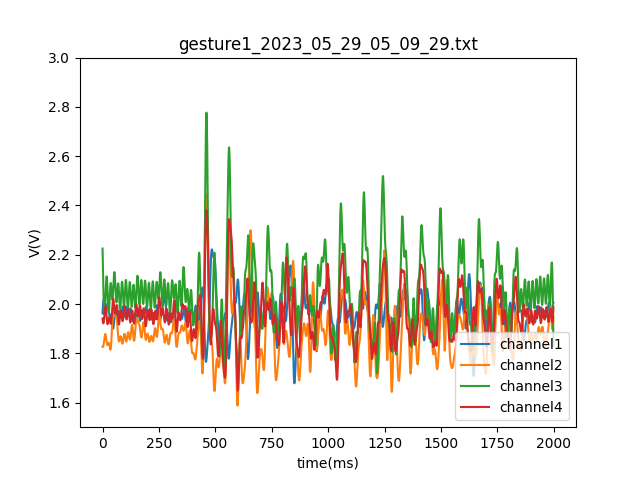 gesture1_2023_05_29_05_09_29.txt
3.0
2.8
2.6
2.4
2.2
2.0
1.8
1.6
V(V)
channel1
channel2
channel3
channel4
0 250 500 750 1000 1250 1500 1750 2000
time(ms)